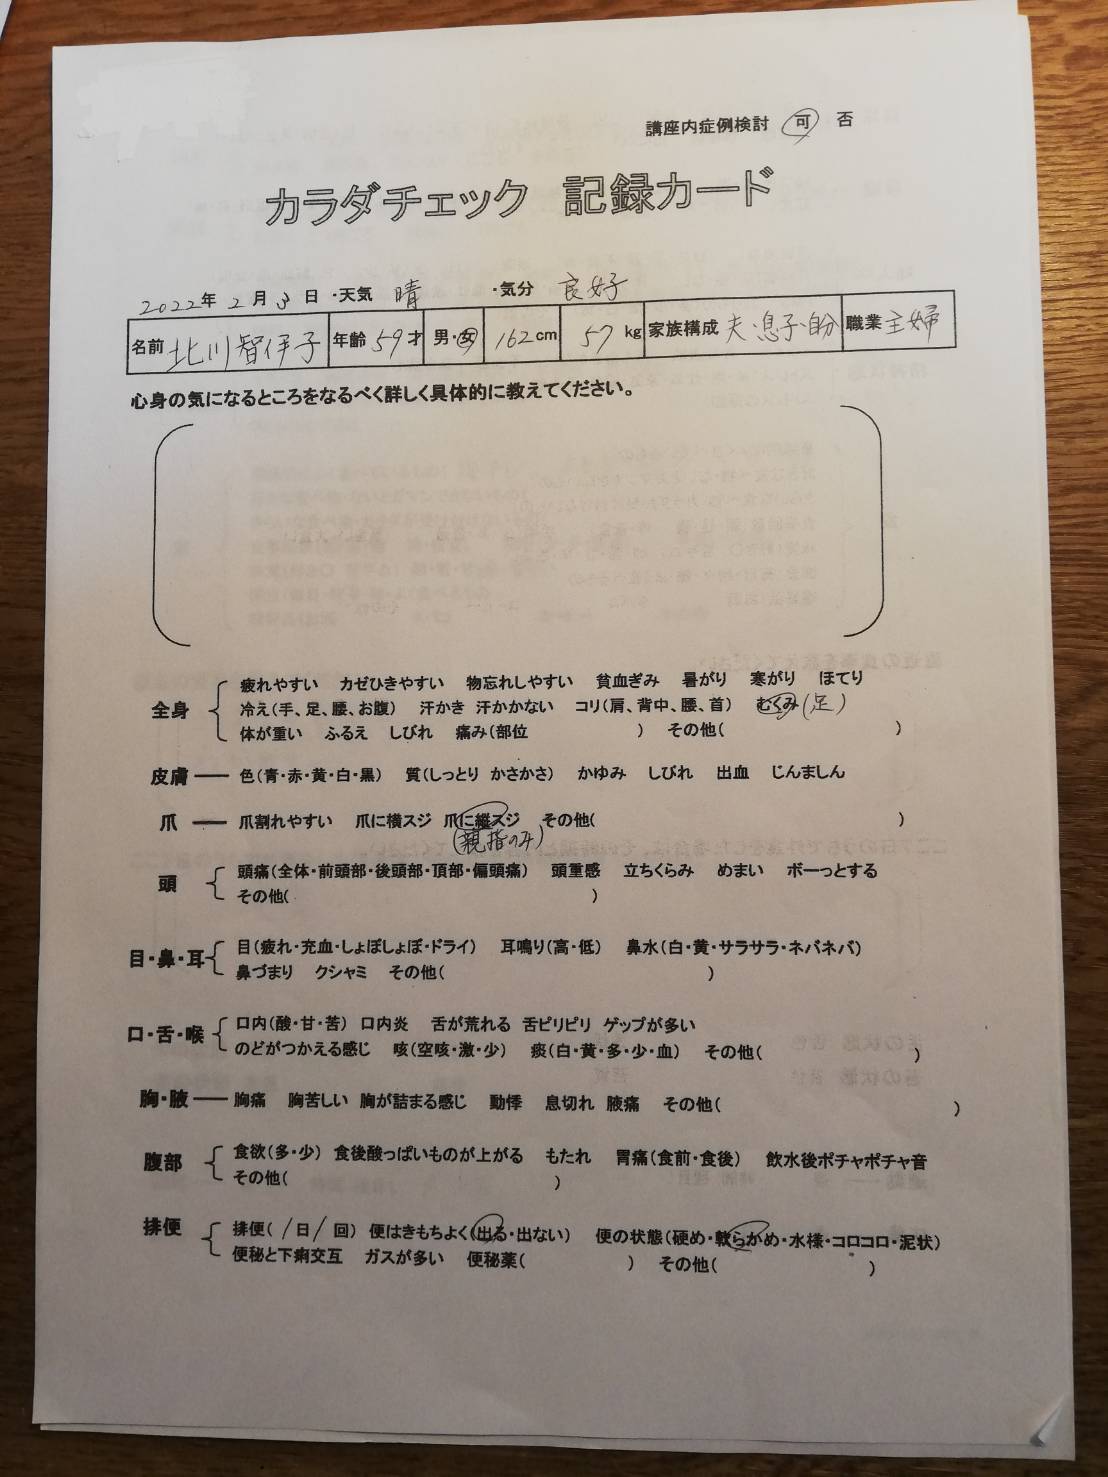 講座内症例検討 可 否
カラダチェック 記録カード
2022年 2月 3日 ・天気 晴 ・気分 良好
名前 北川智伊子 年齢 59才 男・女 162cm 57kg 家族構成 夫・息子・自分 職業 主婦
心身の気になるところをなるべく詳しく具体的に教えてください。
全身 疲れやすい カゼひきやすい 物忘れしやすい 貧血ぎみ 暑がり 寒がり ほてり
冷え(手、足、腰、お腹) 汗かき 汗かかない コリ(肩、背中、腰、首) むくみ(足)
体が重い ふるえ しびれ 痛み(部位 ) その他( )
皮膚 色(青・赤・黄・白・黒) 質(しっとり かさかさ) かゆみ しびれ 出血 じんましん
爪 爪割れやすい 爪に横スジ 爪に縦スジ その他( )
(親指のみ)
頭 頭痛(全体・前頭部・後頭部・頂部・偏頭痛) 頭重感 立ちくらみ めまい ボーっとする
その他( )
目・鼻・耳 目(疲れ・充血・しょぼしょぼ・ドライ) 耳鳴り(高・低) 鼻水(白・黄・サラサラ・ネバネバ)
鼻づまり クシャミ その他( )
口・舌・喉 口内(酸・甘・苦) 口内炎 舌が荒れる 舌ピリピリ ゲップが多い
のどがつかえる感じ 咳(空咳・激・少) 痰(白・黄・多・少・血) その他( )
胸・腋 胸痛 胸苦しい 胸が詰まる感じ 動悸 息切れ 腋痛 その他( )
腹部 食欲(多・少) 食後酸っぱいものが上がる もたれ 胃痛(食前・食後) 飲水後ポチャポチャ音
その他( )
排便 排便(1日1回) 便はきもちよく(出る・出ない) 便の状態(硬め・軟らかめ・水様・コロコロ・泥状)
便秘と下痢交互 ガスが多い 便秘薬( ) その他( )